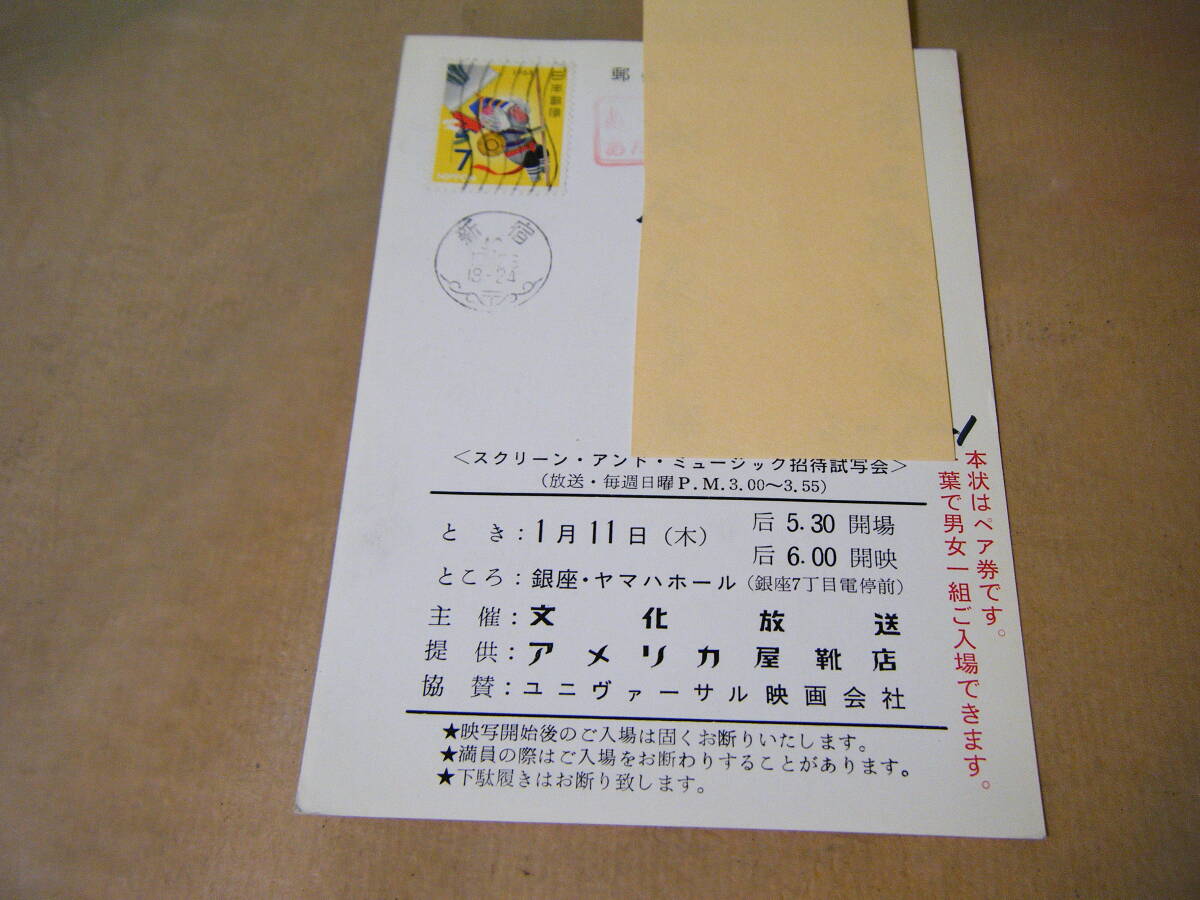 日本郵便
7
NIPPON
郵
新宿
18-24
<スクリーン・アンド・ミュージック招待試写会>
(放送・毎週日曜P.M.3.00〜3.55)
とき:1月11日(木) 后5.30開場
后6.00開映
ところ:銀座・ヤマハホール(銀座7丁目電停前)
主催:文化放送
提供:アメリカ屋靴店
協賛:ユニヴァーサル映画会社
★映写開始後のご入場は固くお断りいたします。
★満員の際はご入場をお断わりすることがあります。
★下駄履きはお断り致します。
本状はペア券です。
一葉で男女一組ご入場できます。